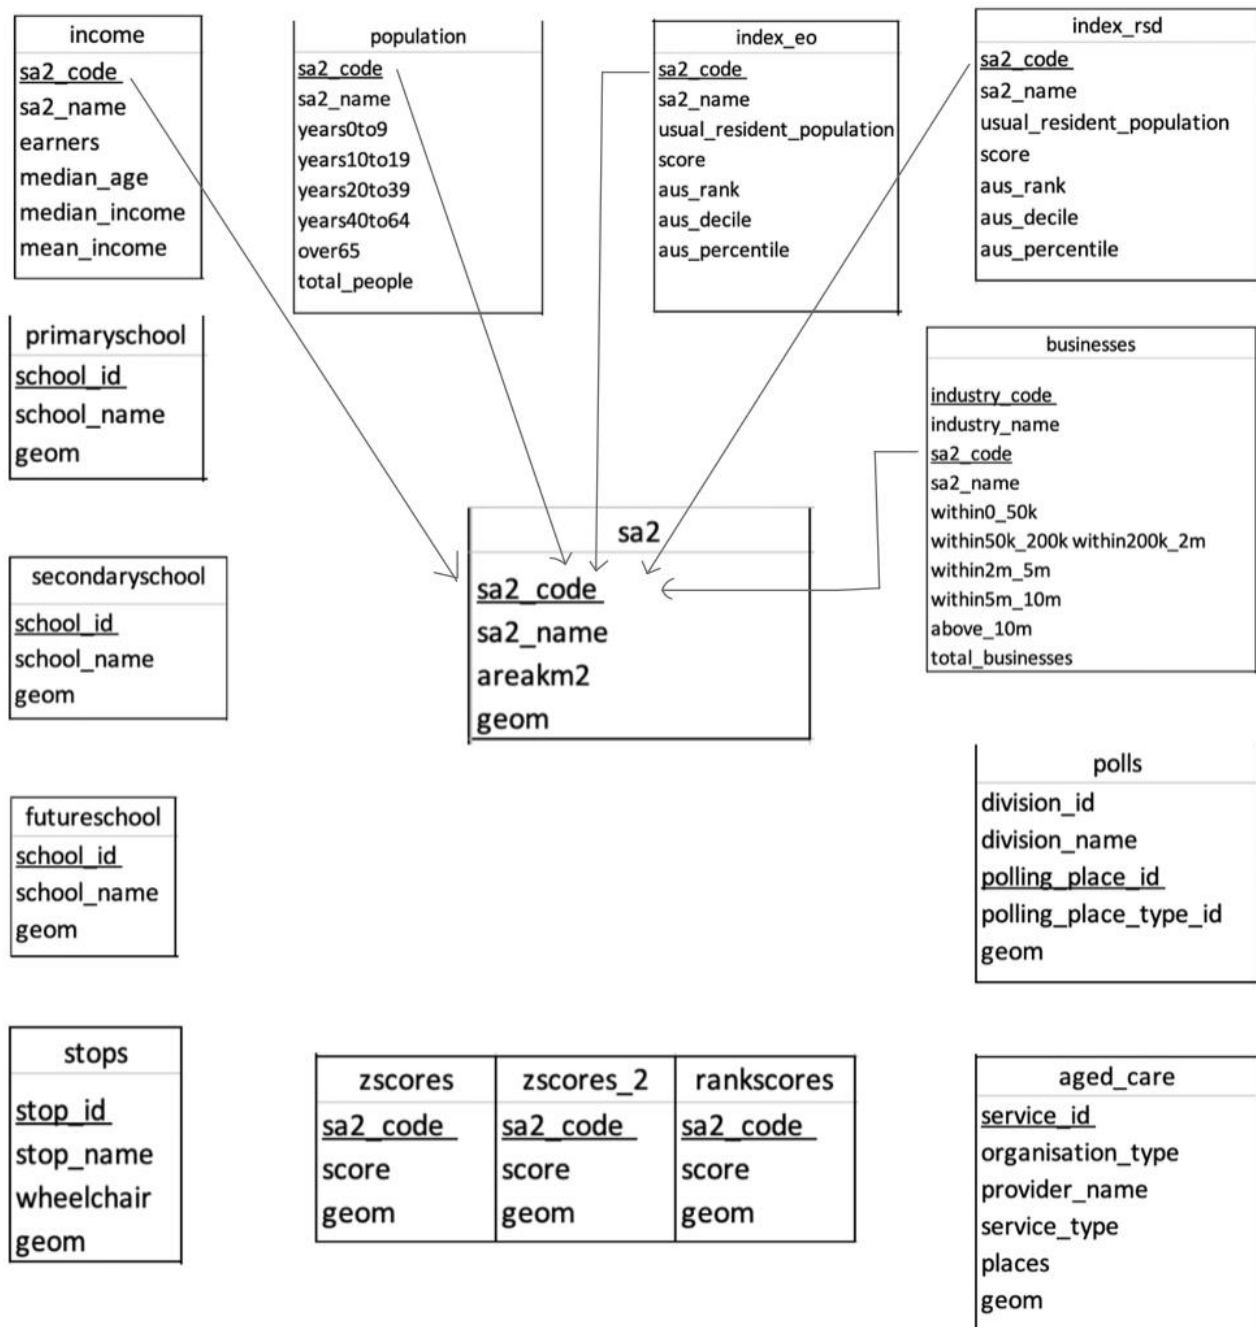 income
sa2_code
sa2_name
earners
median_age
median_income
mean_income
population
sa2_code
sa2_name
years0to9
years10to19
years20to39
years40to64
over65
total_people
index_eo
sa2_code
sa2_name
usual_resident_population
score
aus_rank
aus_decile
aus_percentile
index_rsd
sa2_code
sa2_name
usual_resident_population
score
aus_rank
aus_decile
aus_percentile
primaryschool
school_id
school_name
geom
businesses
industry_code
industry_name
sa2_code
sa2_name
within0_50k
within50k_200k within200k_2m
within2m_5m
within5m_10m
above_10m
total_businesses
sa2
sa2_code
sa2_name
areakm2
geom
secondaryschool
school_id
school_name
geom
polls
division_id
division_name
polling_place_id
polling_place_type_id
geom
futureschool
school_id
school_name
geom
stops
stop_id
stop_name
wheelchair
geom
zscores
sa2_code
score
geom
zscores_2
sa2_code
score
geom
rankscores
sa2_code
score
geom
aged_care
service_id
organisation_type
provider_name
service_type
places
geom